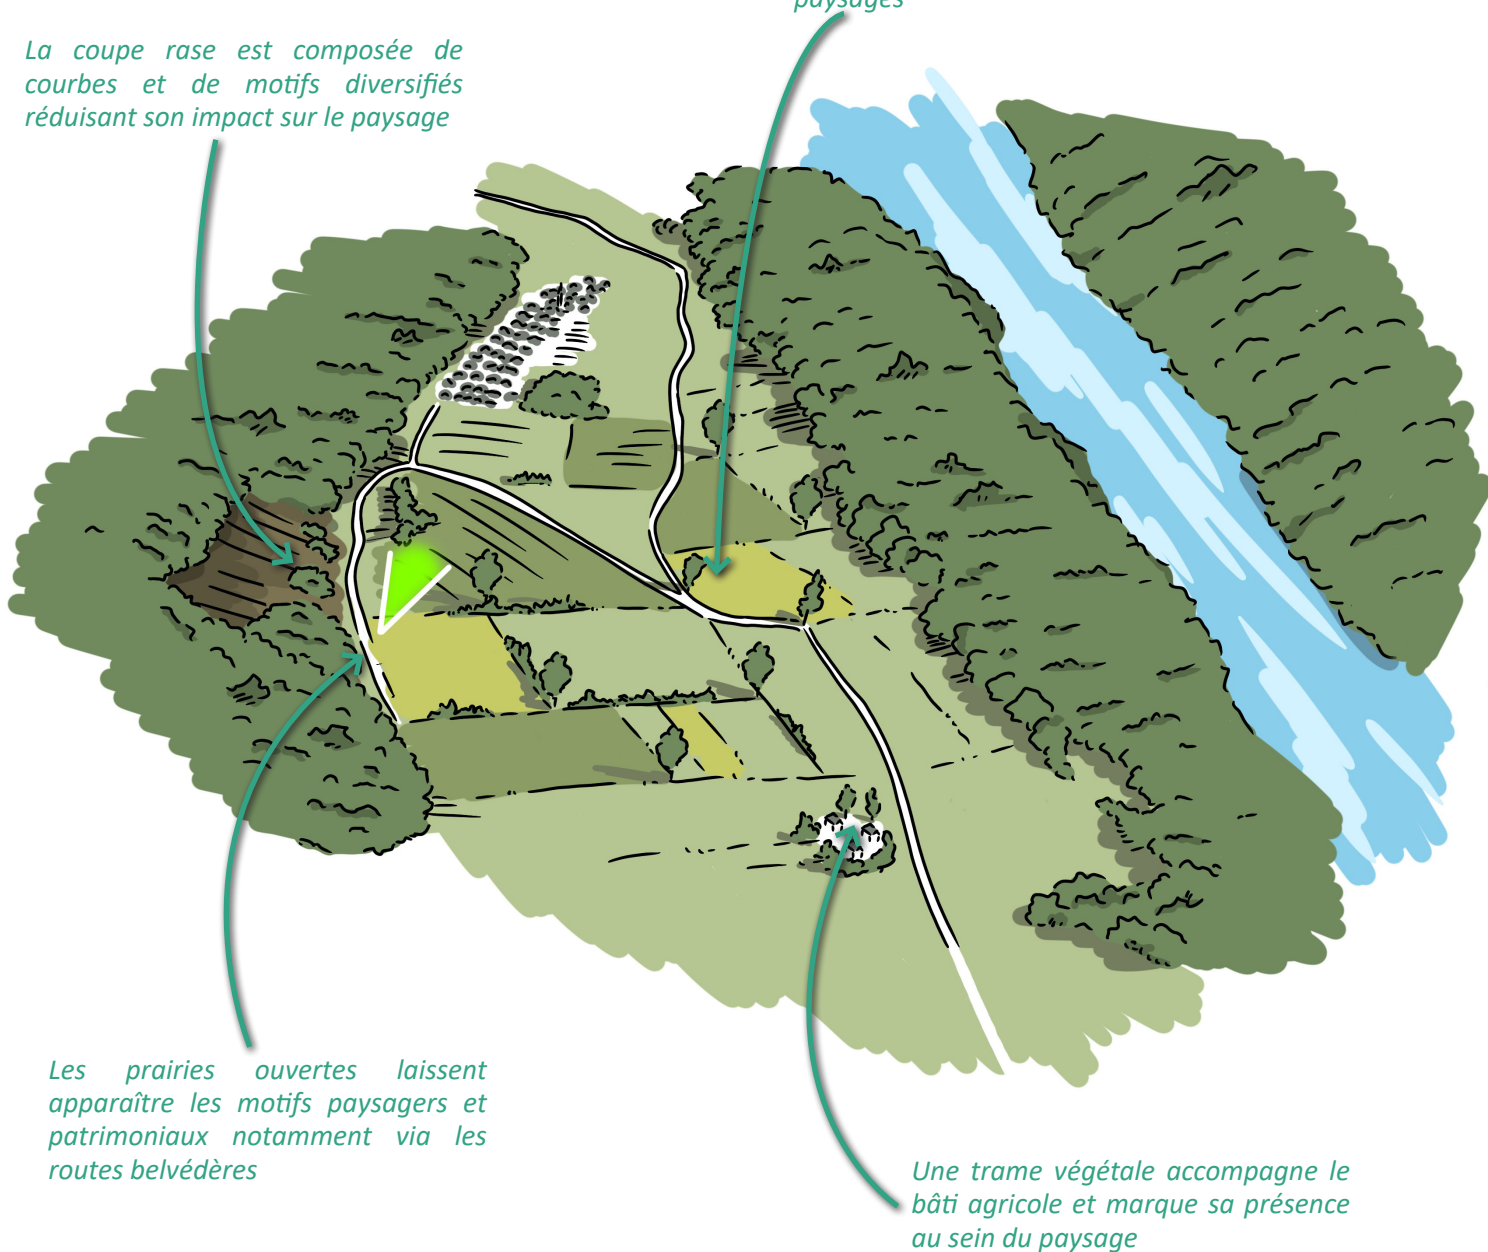 paysages
La coupe rase est composée de
courbes et de motifs diversifiés
réduisant son impact sur le paysage
Les prairies ouvertes laissent
apparaître les motifs paysagers et
patrimoniaux notamment via les
routes belvédères
Une trame végétale accompagne le
bâti agricole et marque sa présence
au sein du paysage